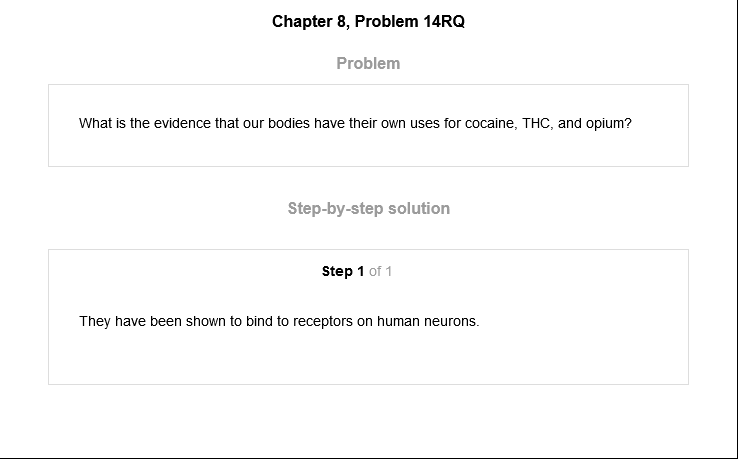 Chapter 8, Problem 14RQ
Problem
What is the evidence that our bodies have their own uses for cocaine, THC, and opium?
Step-by-step solution
Step 1 of 1
They have been shown to bind to receptors on human neurons.